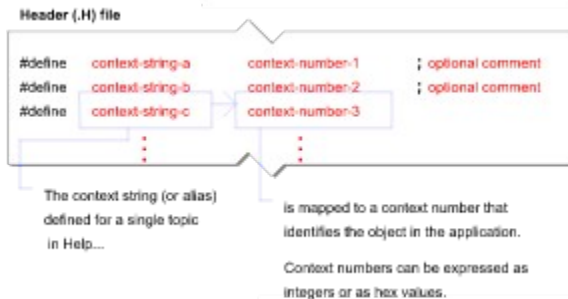 Header (.H) file
#define context-string-a context-number-1 ; optional comment
#define context-string-b context-number-2 ; optional comment
#define context-string-c context-number-3
The context string (or alias)
defined for a single topic
in Help...
is mapped to a context number that
identifies the object in the application.
Context numbers can be expressed as
integers or as hex values.